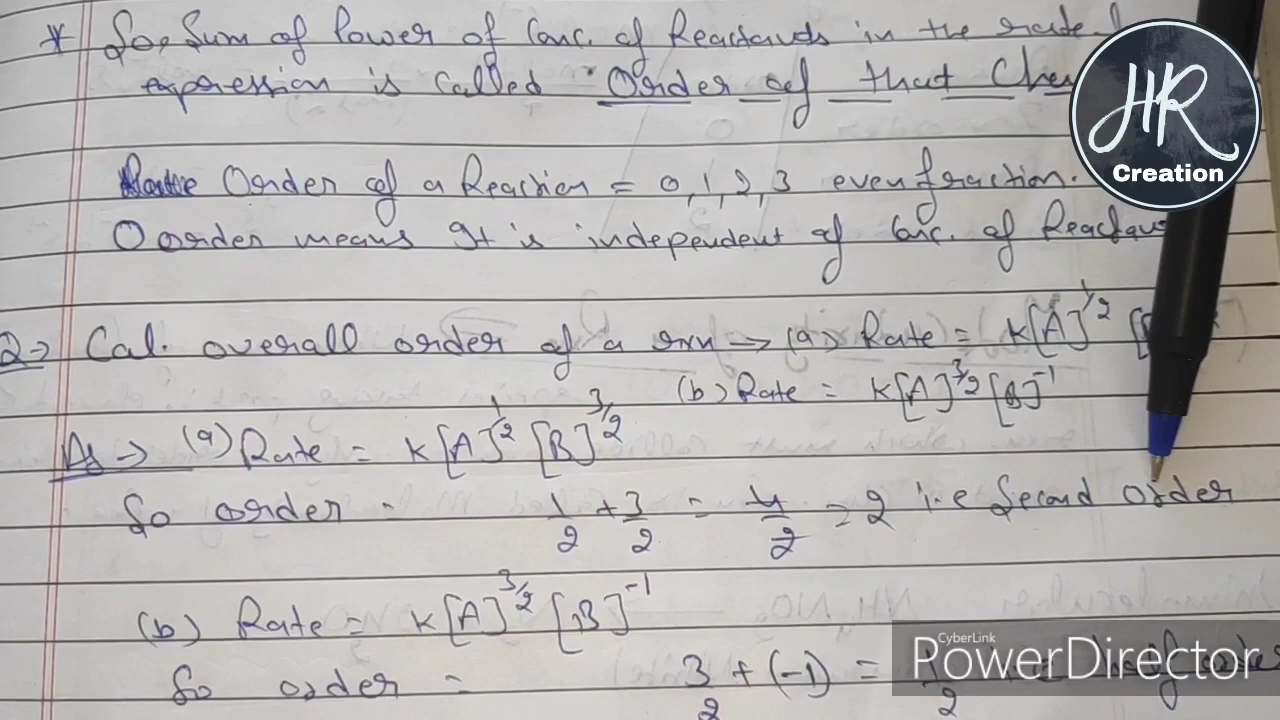 * So, Sum of Power of Conc. of Reactants in the rate
expression is called Order of that
HR
Creation
Order of a Reaction = 0, 1, 2, 3 even fraction.
0 order means It is independent of Conc. of
Q→ Cal. overall order of a rxn → (a) Rate = K[A]^1/2
(b) Rate = K[A]^3/2 [B]^-1
As → (a) Rate = K[A]^1/2 [B]^3/2
So order = 1/2 + 3/2 = 4/2 = 2 i.e Second order
(b) Rate = K[A]^3/2 [B]^-1
So order = 3/2 + (-1) = 1/2 i.e half order
CyberLink
PowerDirector